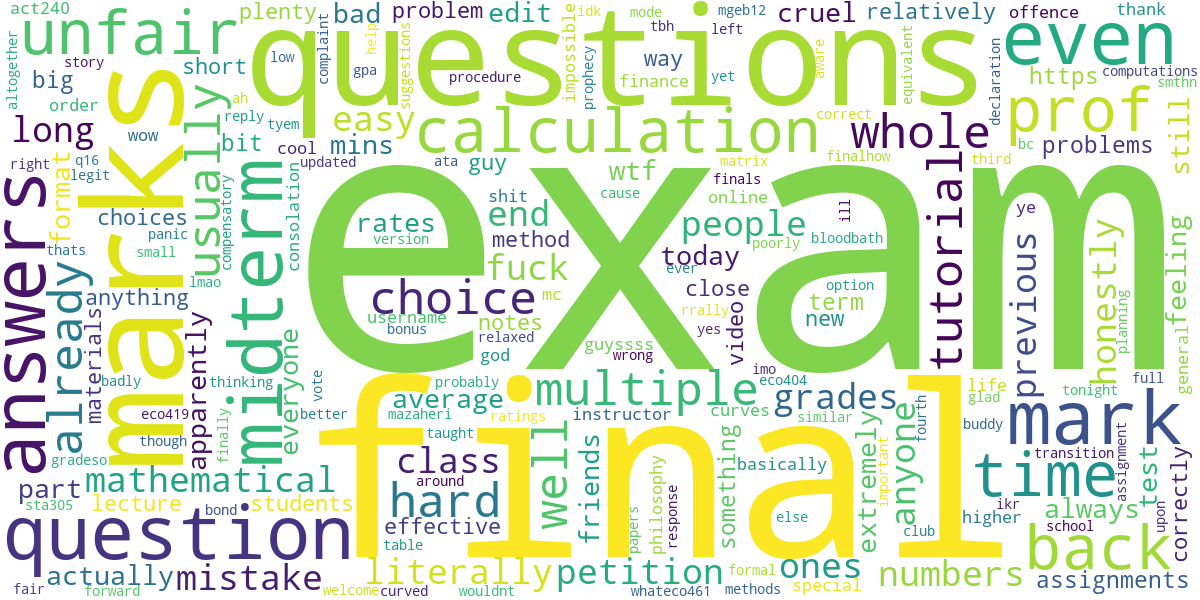 act240
story
unfair
big
order
altogether
long
right
q16
legit
thats
wow
panic
choices
small
lmao
short
plenty
low
ah
reply
tyem
bit
cool
updated
bad
problem
edit
complaint
gpa
help
mins
easy
suggestions
procedure
questions
calculation
impossible
idk
mode
tbh
way
finance
prophecy
left
mgeb12
yet
cruel
aware
correct
relatively
equivalent
whole
finalhow
offence
thank
even
https
computations
smthn
declaration
prof
bc
problems
still
third
matrix
finals
online
ill
bloodbath
poorly
option
wtf
cause
guy
ata
shit
end
method
fuck
mc
notes
guyssss
wrong
relaxed
god
people
today
ever
close
rrally
yes
imo
video
term
new
exam
rates
version
choice
username
bonus
consolation
compensatory
usually
midterm
marks
format
answers
already
anything
materials
apparently
everyone
badly
eco419
though
thinking
vote
better
finally
gradeso
mathematical
part
sta305
lecture
bond
students
question
actually
mistake
fair
forward
welcome
curved
literally
wouldnt
petition
final
average
mazaheri
probably
ratings
taught
class
around
hard
effective
table
multiple
instructor
well
friends
papers
philosophy
response
formal
something
curves
basically
eco404
similar
else
grades
whateco461
methods
special
ones
extremely
important
anyone
fourth
club
numbers
higher
time
life
glad
buddy
ikr
school
always
back
assignments
upon
correctly
test
assignment
transition
mark
full
tonight
tutorial
previous
ye
honestly
planning
feeling
general